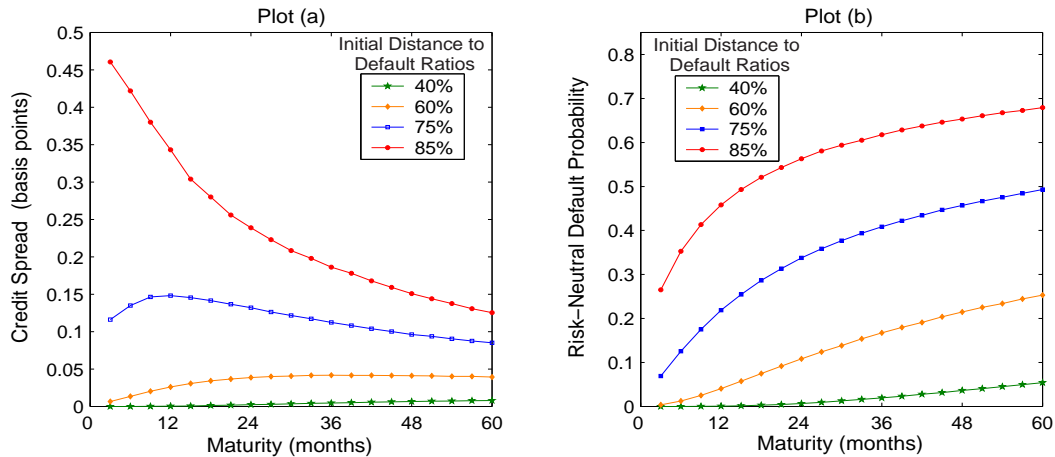 Plot (a)
Credit Spread (basis points)
0.5
0.45
0.4
0.35
0.3
0.25
0.2
0.15
0.1
0.05
0
Initial Distance to
Default Ratios
40%
60%
75%
85%
0 12 24 36 48 60
Maturity (months)
Plot (b)
Risk–Neutral Default Probability
0.8
0.7
0.6
0.5
0.4
0.3
0.2
0.1
0
Initial Distance to
Default Ratios
40%
60%
75%
85%
0 12 24 36 48 60
Maturity (months)